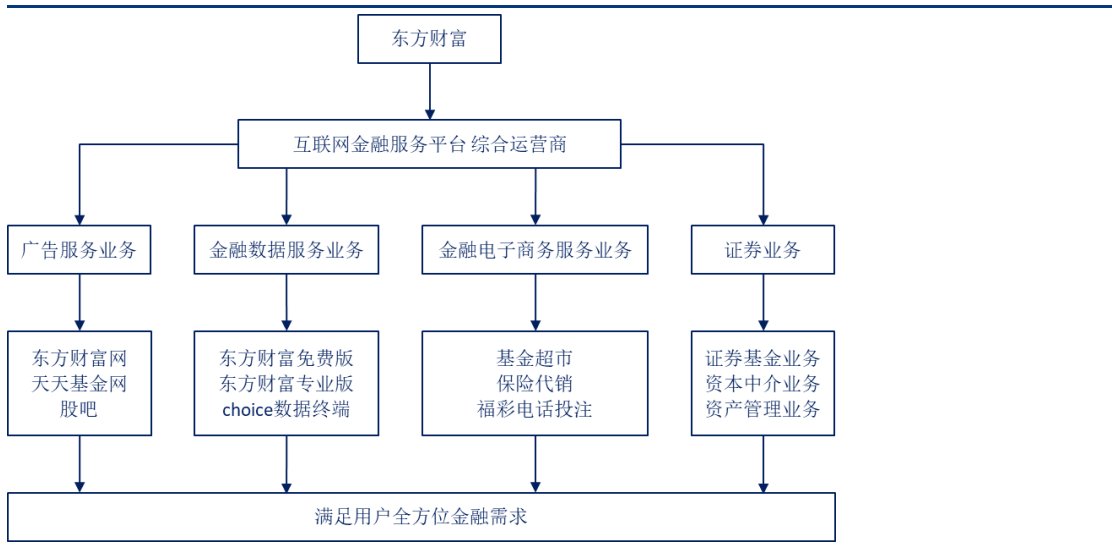 东方财富
互联网金融服务平台 综合运营商
广告服务业务
金融数据服务业务
金融电子商务服务业务
证券业务
东方财富网
天天基金网
股吧
东方财富免费版
东方财富专业版
choice数据终端
基金超市
保险代销
福彩电话投注
证券基金业务
资本中介业务
资产管理业务
满足用户全方位金融需求